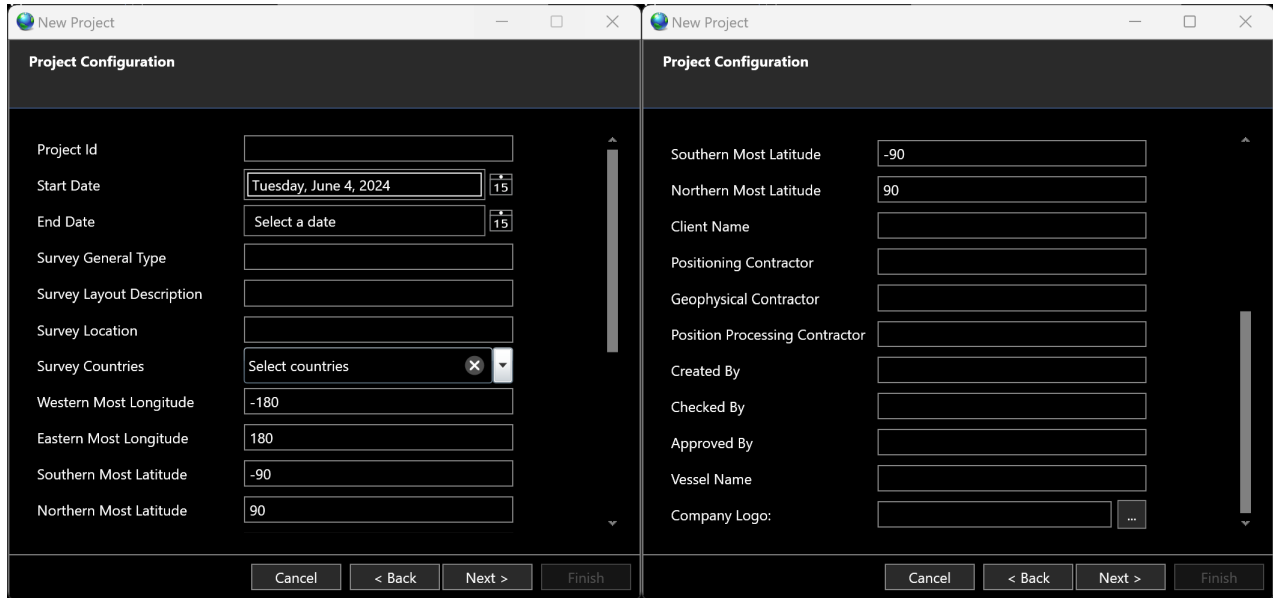 New Project
Project Configuration
Project Id
Start Date Tuesday, June 4, 2024 15
End Date Select a date 15
Survey General Type
Survey Layout Description
Survey Location
Survey Countries Select countries
Western Most Longitude -180
Eastern Most Longitude 180
Southern Most Latitude -90
Northern Most Latitude 90
Cancel < Back Next > Finish
New Project
Project Configuration
Southern Most Latitude -90
Northern Most Latitude 90
Client Name
Positioning Contractor
Geophysical Contractor
Position Processing Contractor
Created By
Checked By
Approved By
Vessel Name
Company Logo: ...
Cancel < Back Next > Finish